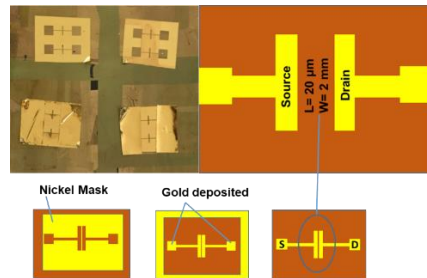 Source
L= 20 µm
W= 2 mm
Drain
Nickel Mask
Gold deposited
S
D